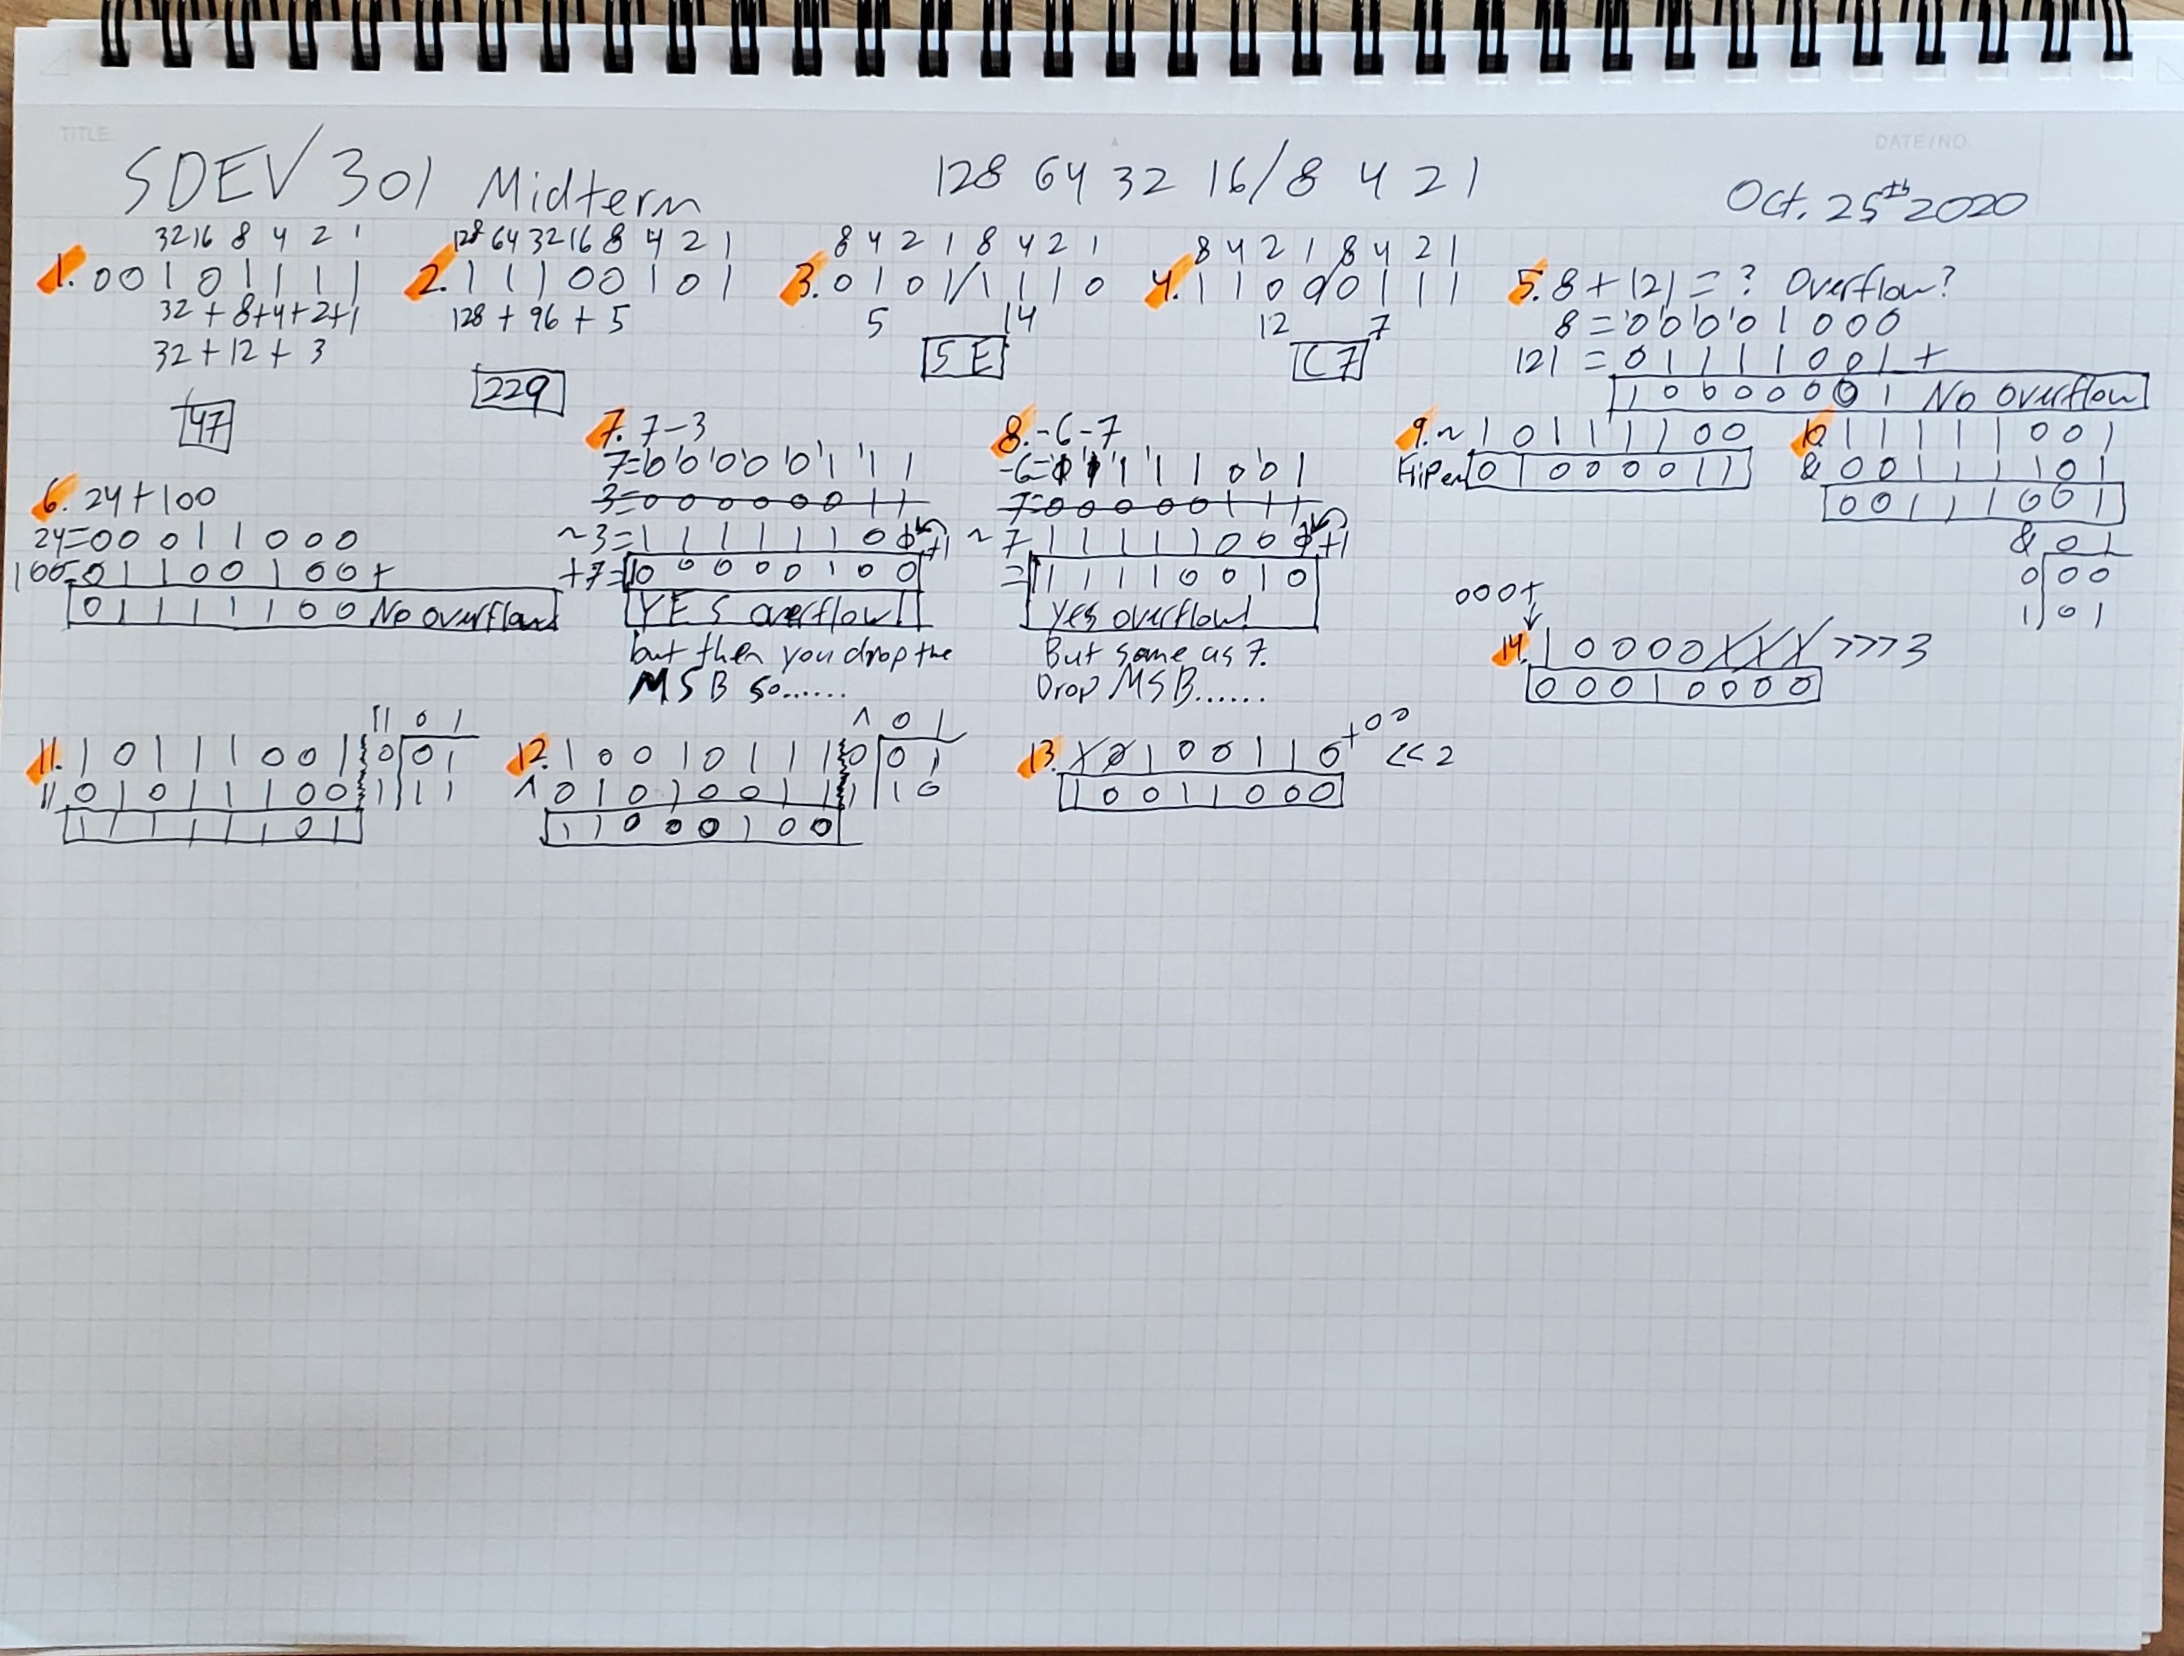 TITLE
DATE/NO.
SDEV 301 Midterm
128 64 32 16/8 4 2 1
Oct. 25th 2020
32 16 8 4 2 1
1. 0 0 1 0 1 1 1 1
32 + 8+4+2+1
32+12+ 3
47
128 64 32 16 8 4 2 1
2. 1 1 1 0 0 1 0 1
128 + 96 + 5
229
8 4 2 1 8 4 2 1
3. 0 1 0 1/1 1 1 0
5 14
5 E
8 4 2 1 8 4 2 1
4. 1 1 0 0/0 1 1 1
12 7
C 7
5. 8 + 121 = ? Overflow?
8 = 0 0 0 0 1 0 0 0
121 = 0 1 1 1 1 0 0 1 +
1 0 0 0 0 0 0 1 No overflow
6. 24 + 100
24=0 0 0 1 1 0 0 0
100=0 1 1 0 0 1 0 0+
0 1 1 1 1 1 0 0 No overflow
7. 7-3
7=0 0 0 0 0 1 1 1
3=0 0 0 0 0 0 1 1
~3=1 1 1 1 1 1 0 +1
+7=10 0 0 0 0 1 0 0
YES overflow!
but then you drop the
MSB so......
8. -6-7
-6= 1 1 1 0 0 1
7=0 0 0 0 0 1 1 1
~7 1 1 1 1 1 0 0 +1
=11 1 1 1 0 0 1 0
Yes overflow!
But same as 7.
Drop MSB......
9. ~ 1 0 1 1 1 1 0 0
0 1 0 0 0 0 1 1
10. 1 1 1 1 1 0 0 1
& 0 0 1 1 1 1 0 1
0 0 1 1 1 0 0 1
& 0 1
0 0 0
1 0 1
11. 1 0 1 1 1 0 0 1
|| 0 1 0 1 1 1 0 0
1 1 1 1 1 1 0 1
|| 0 1
0 0 1
1 1 1
12. 1 0 0 1 0 1 1 1
^ 0 1 0 1 0 0 1 1
1 1 0 0 0 1 0 0
^ 0 1
0 0 1
1 1 0
13. X 0 1 0 0 1 1 0 +00 << 2
1 0 0 1 1 0 0 0
000+
14. 1 0 0 0 0 X X X >>> 3
0 0 0 1 0 0 0 0